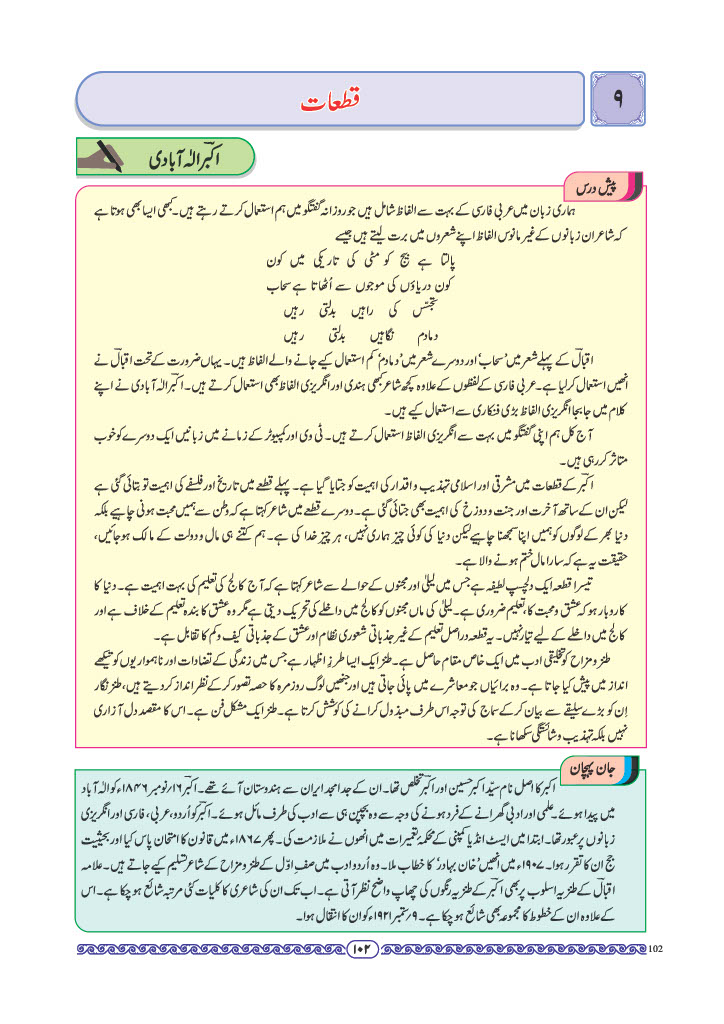 ۹
قطعات
اکبرؔ الٰہ آبادی
پیش درس
ہماری زبان میں عربی فارسی کے بہت سے الفاظ شامل ہیں جو روزانہ گفتگو میں ہم استعمال کرتے رہتے ہیں۔ کبھی ایسا بھی ہوتا ہے
کہ شاعر ان زبانوں کے غیر مانوس الفاظ اپنے شعروں میں برت لیتے ہیں جیسے
پالتا ہے بیج کو مٹی کی تاریکی میں کون
کون دریاؤں کی موجوں سے اُٹھاتا ہے سحاب
تجسّس کی راہیں بدلتی رہیں
دمادم نگاہیں بدلتی رہیں
اقبالؔ کے پہلے شعر میں 'سحاب' اور دوسرے شعر میں 'دمادم' کم استعمال کیے جانے والے الفاظ ہیں۔ یہاں ضرورت کے تحت اقبالؔ نے
انھیں استعمال کرلیا ہے۔ عربی فارسی کے لفظوں کے علاوہ کچھ شاعر کبھی ہندی اور انگریزی الفاظ بھی استعمال کرتے ہیں۔ اکبرؔ الٰہ آبادی نے اپنے
کلام میں جابجا انگریزی الفاظ بڑی فنکاری سے استعمال کیے ہیں۔
آج کل ہم اپنی گفتگو میں بہت سے انگریزی الفاظ استعمال کرتے ہیں۔ ٹی وی اور کمپیوٹر کے زمانے میں زبانیں ایک دوسرے کو خوب
متاثر کر رہی ہیں۔
اکبرؔ کے قطعات میں مشرقی اور اسلامی تہذیب و اقدار کی اہمیت کو جتایا گیا ہے۔ پہلے قطعے میں تاریخ اور فلسفے کی اہمیت تو بتائی گئی ہے
لیکن ان کے ساتھ آخرت اور جنت و دوزخ کی اہمیت بھی جتائی گئی ہے۔ دوسرے قطعے میں شاعر کہتا ہے کہ وطن سے ہمیں محبت ہونی چاہیے بلکہ
دنیا بھر کے لوگوں کو ہمیں اپنا سمجھنا چاہیے لیکن دنیا کی کوئی چیز ہماری نہیں، ہر چیز خدا کی ہے۔ ہم کتنے ہی مال و دولت کے مالک ہوجائیں،
حقیقت یہ ہے کہ سارا مال ختم ہونے والا ہے۔
تیسرا قطعہ ایک دلچسپ لطیفہ ہے جس میں لیلیٰ اور مجنوں کے حوالے سے شاعر کہتا ہے کہ آج کالج کی تعلیم کی بہت اہمیت ہے۔ دنیا کا
کاروبار ہو کہ عشق و محبت کا، تعلیم ضروری ہے۔ لیلیٰ کی ماں مجنوں کو کالج میں داخلے کی تحریک دیتی ہے مگر وہ عشق کا بندہ تعلیم کے خلاف ہے اور
کالج میں داخلے کے لیے تیار نہیں۔ یہ قطعہ دراصل تعلیم کے غیر جذباتی شعوری نظام اور عشق کے جذباتی کیف و کم کا تقابل ہے۔
طنز و مزاح کو تخلیقی ادب میں ایک خاص مقام حاصل ہے۔ طنز ایک ایسا طرزِ اظہار ہے جس میں زندگی کے تضادات اور ناہمواریوں کو تیکھے
انداز میں پیش کیا جاتا ہے۔ وہ برائیاں جو معاشرے میں پائی جاتی ہیں اور جنھیں لوگ روزمرہ کا حصہ تصور کرکے نظر انداز کردیتے ہیں، طنز نگار
اِن کو بڑے سلیقے سے بیان کرکے سماج کی توجہ اس طرف مبذول کرانے کی کوشش کرتا ہے۔ طنز ایک مشکل فن ہے۔ اس کا مقصد دل آزاری
نہیں بلکہ تہذیب و شائستگی سکھانا ہے۔
جان پہچان
اکبرؔ کا اصل نام سیّد اکبر حسین اور اکبرؔ تخلص تھا۔ ان کے جد امجد ایران سے ہندوستان آئے تھے۔ اکبرؔ ۱۶ نومبر ۱۸۴۶ء کو الٰہ آباد
میں پیدا ہوئے۔ علمی اور ادبی گھرانے کے فرد ہونے کی وجہ سے وہ بچپن ہی سے ادب کی طرف مائل ہوئے۔ اکبرؔ کو اُردو، عربی، فارسی اور انگریزی
زبانوں پر عبور تھا۔ ابتدا میں ایسٹ انڈیا کمپنی کے محکمۂ تعمیرات میں انھوں نے ملازمت کی۔ پھر ۱۸۶۷ء میں قانون کا امتحان پاس کیا اور بحیثیت
جج ان کا تقرر ہوا۔ ۱۹۰۷ء میں انھیں 'خان بہادر' کا خطاب ملا۔ وہ اُردو ادب میں صفِ اوّل کے طنز و مزاح کے شاعر تسلیم کیے جاتے ہیں۔ علامہ
اقبالؔ کے طنزیہ اسلوب پر بھی اکبرؔ کے طنزیہ رنگوں کی چھاپ واضح نظر آتی ہے۔ اب تک ان کی شاعری کا کلیات کئی مرتبہ شائع ہوچکا ہے۔ اس
کے علاوہ ان کے خطوط کا مجموعہ بھی شائع ہوچکا ہے۔ ۹ ستمبر ۱۹۲۱ء کو ان کا انتقال ہوا۔
۱۰۲
102